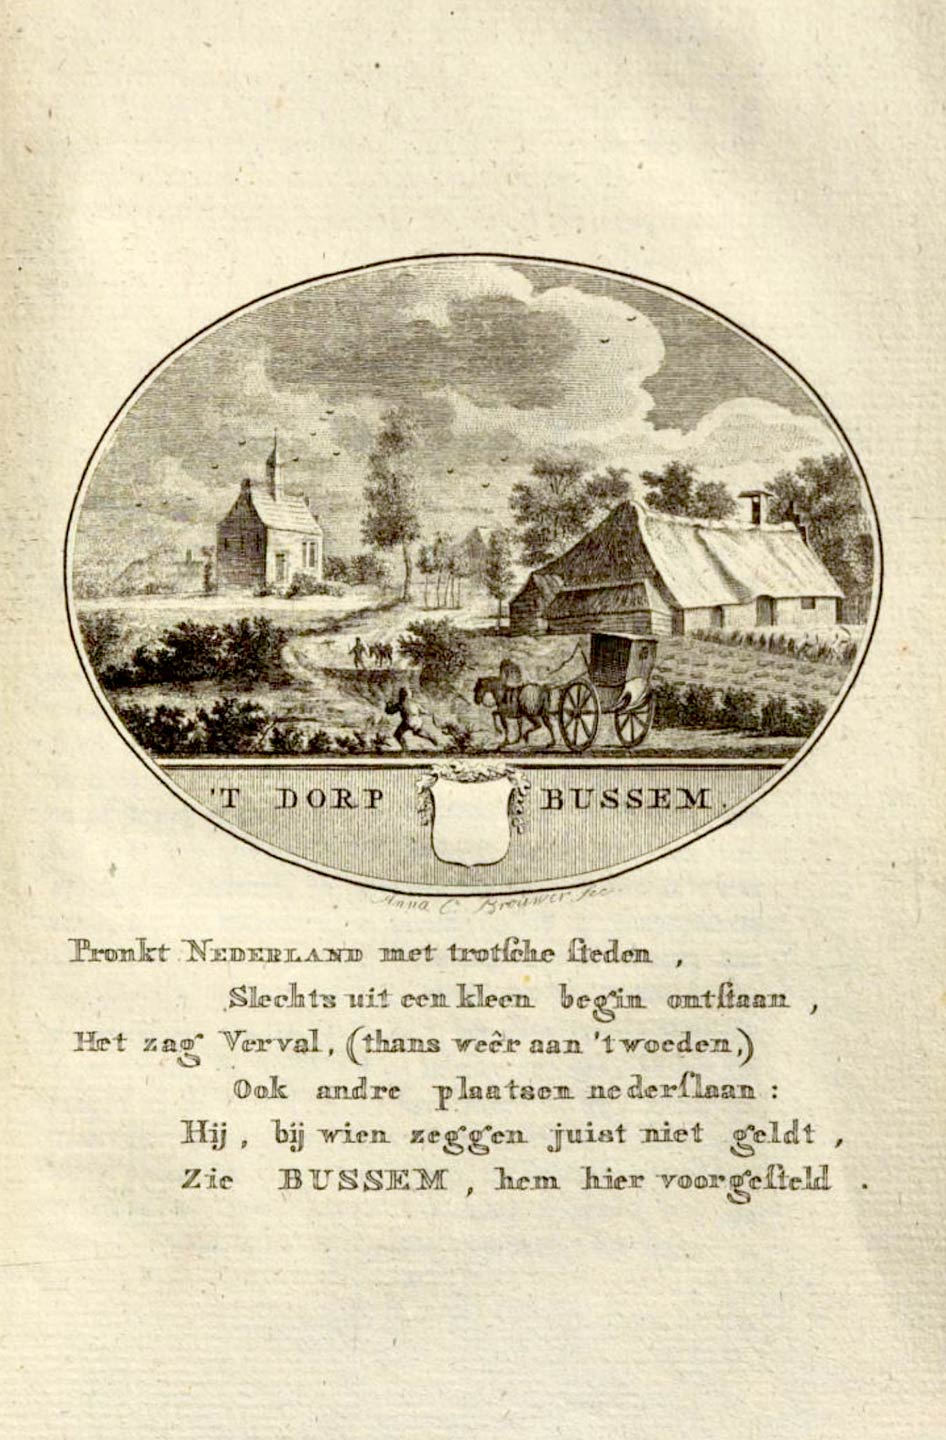 'T DORP BUSSEM.
Anna C Brouwer fec.
Pronkt NEDERLAND met trotſche ſteden ,
Slechts uit een kleen begin ontſtaan ,
Het zag Verval, (thans weêr aan 't woeden,)
Ook andre plaatsen nederſlaan :
Hij , bij wien zeggen juist niet geldt ,
Zie BUSSEM , hem hier voorgeſteld .